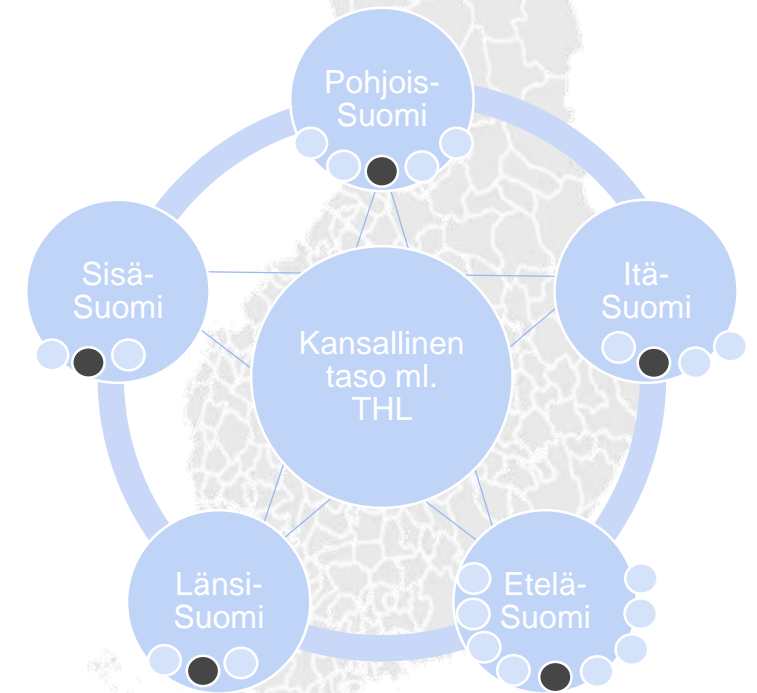 Pohjois-
Suomi
Sisä-
Suomi
Itä-
Suomi
Kansallinen
taso ml.
THL
Länsi-
Suomi
Etelä-
Suomi